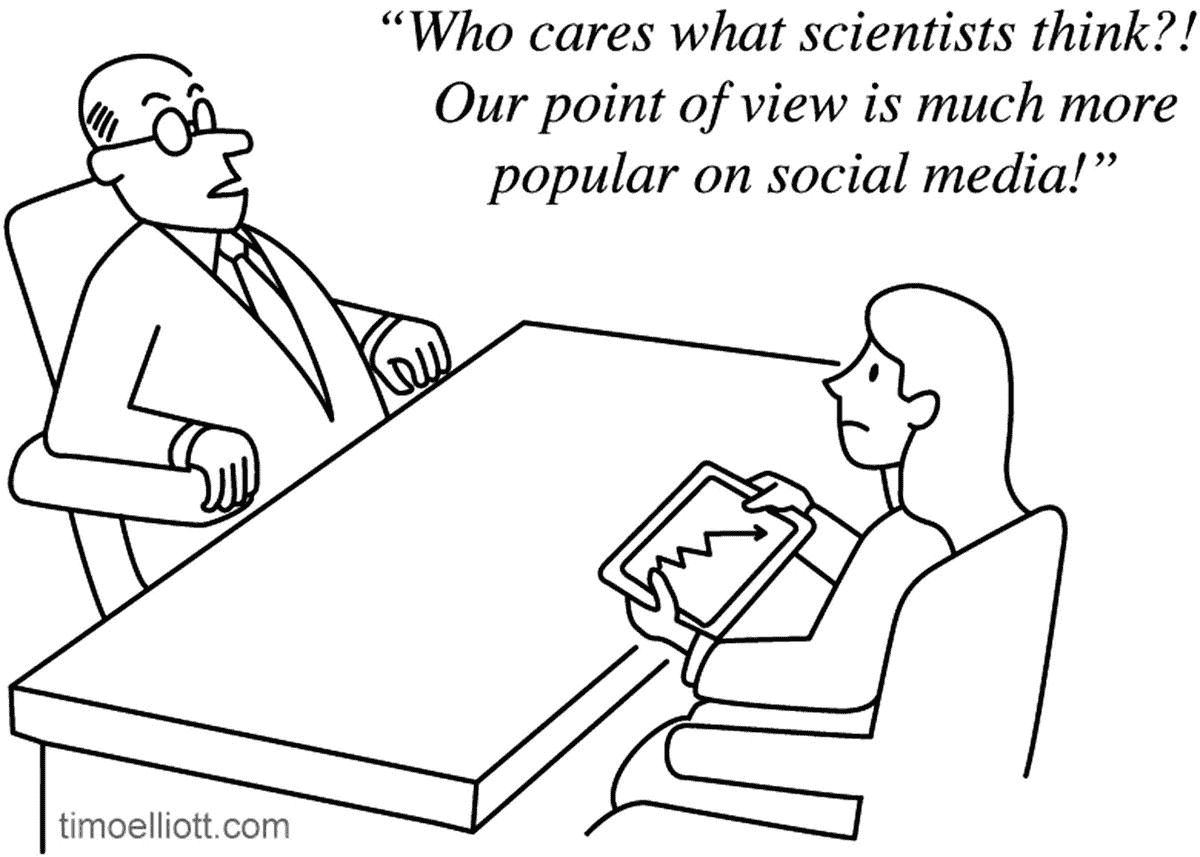 “Who cares what scientists think?!
Our point of view is much more
popular on social media!”
timoelliott.com